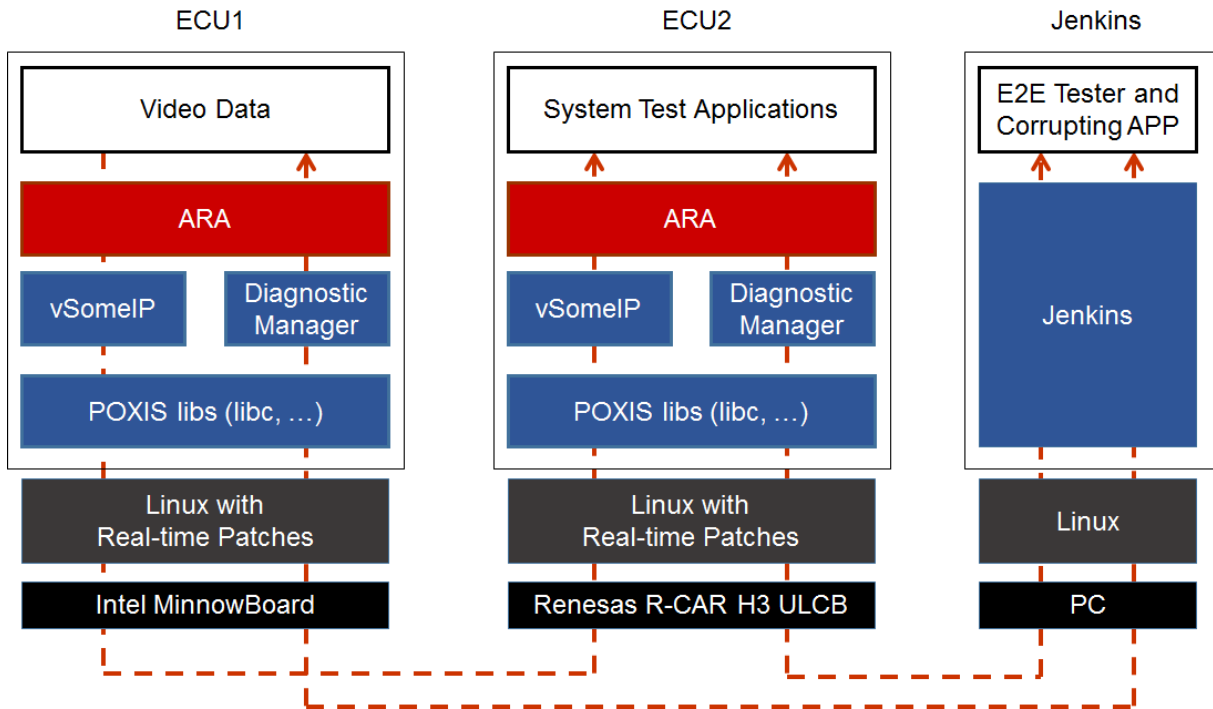 ECU1
ECU2
Jenkins
Video Data
System Test Applications
E2E Tester and
Corrupting APP
ARA
ARA
Jenkins
vSomeIP
Diagnostic
Manager
vSomeIP
Diagnostic
Manager
POXIS libs (libc, …)
POXIS libs (libc, …)
Linux with
Real-time Patches
Linux with
Real-time Patches
Linux
Intel MinnowBoard
Renesas R-CAR H3 ULCB
PC